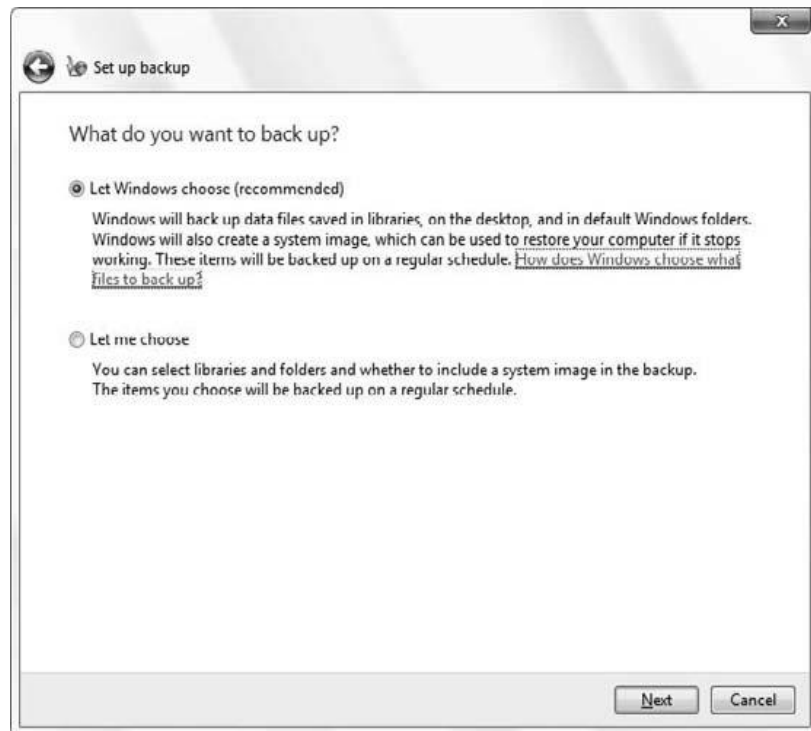 X
Set up backup
What do you want to back up?
Let Windows choose (recommended)
Windows will back up data files saved in libraries, on the desktop, and in default Windows folders.
Windows will also create a system image, which can be used to restore your computer if it stops
working. These items will be backed up on a regular schedule. How does Windows choose what
files to back up?
Let me choose
You can select libraries and folders and whether to include a system image in the backup.
The items you choose will be backed up on a regular schedule.
Next Cancel